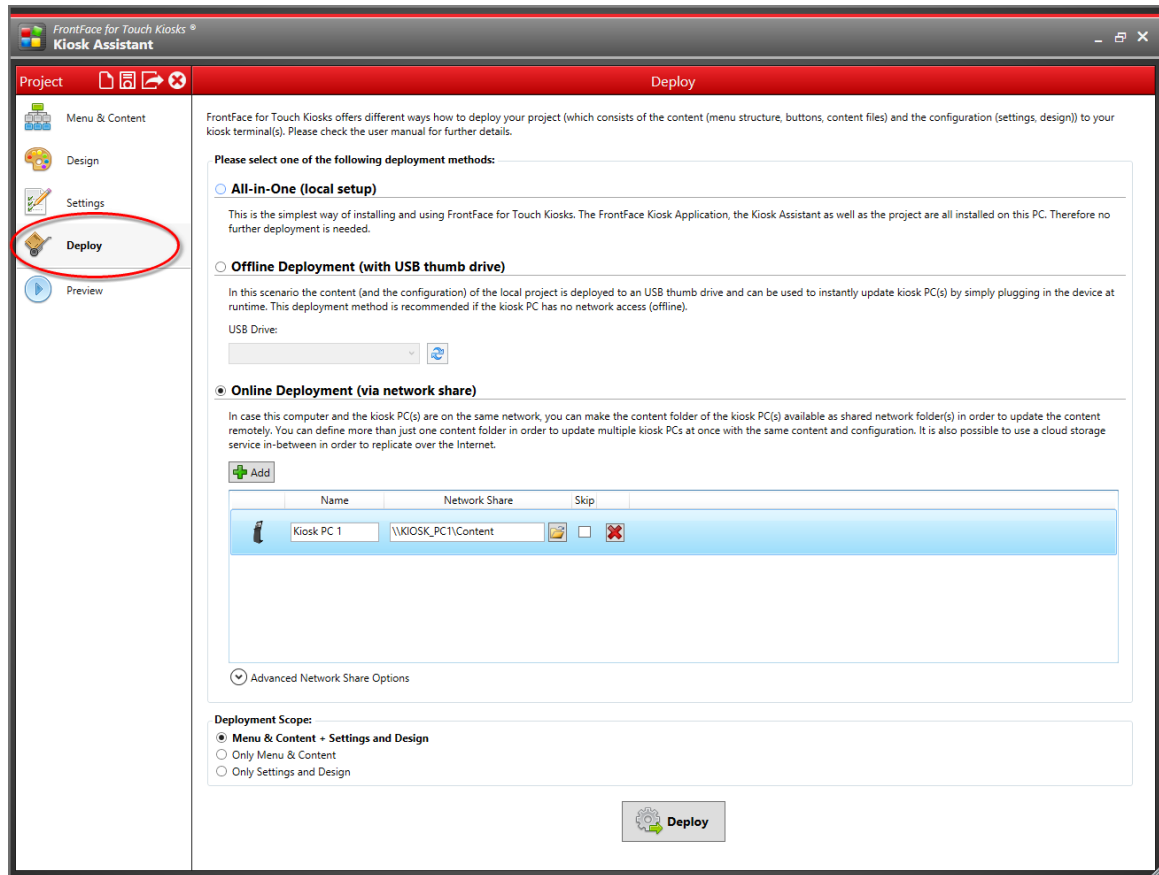 FrontFace for Touch Kiosks ®
Kiosk Assistant
Project
Deploy
Menu & Content
Design
Settings
Deploy
Preview
FrontFace for Touch Kiosks offers different ways how to deploy your project (which consists of the content (menu structure, buttons, content files) and the configuration (settings, design)) to your
kiosk terminal(s). Please check the user manual for further details.
Please select one of the following deployment methods:
All-in-One (local setup)
This is the simplest way of installing and using FrontFace for Touch Kiosks. The FrontFace Kiosk Application, the Kiosk Assistant as well as the project are all installed on this PC. Therefore no
further deployment is needed.
Offline Deployment (with USB thumb drive)
In this scenario the content (and the configuration) of the local project is deployed to an USB thumb drive and can be used to instantly update kiosk PC(s) by simply plugging in the device at
runtime. This deployment method is recommended if the kiosk PC has no network access (offline).
USB Drive:
Online Deployment (via network share)
In case this computer and the kiosk PC(s) are on the same network, you can make the content folder of the kiosk PC(s) available as shared network folder(s) in order to update the content
remotely. You can define more than just one content folder in order to update multiple kiosk PCs at once with the same content and configuration. It is also possible to use a cloud storage
service in-between in order to replicate over the Internet.
Add
Name Network Share Skip
Kiosk PC 1 \\KIOSK_PC1\Content
Advanced Network Share Options
Deployment Scope:
Menu & Content + Settings and Design
Only Menu & Content
Only Settings and Design
Deploy